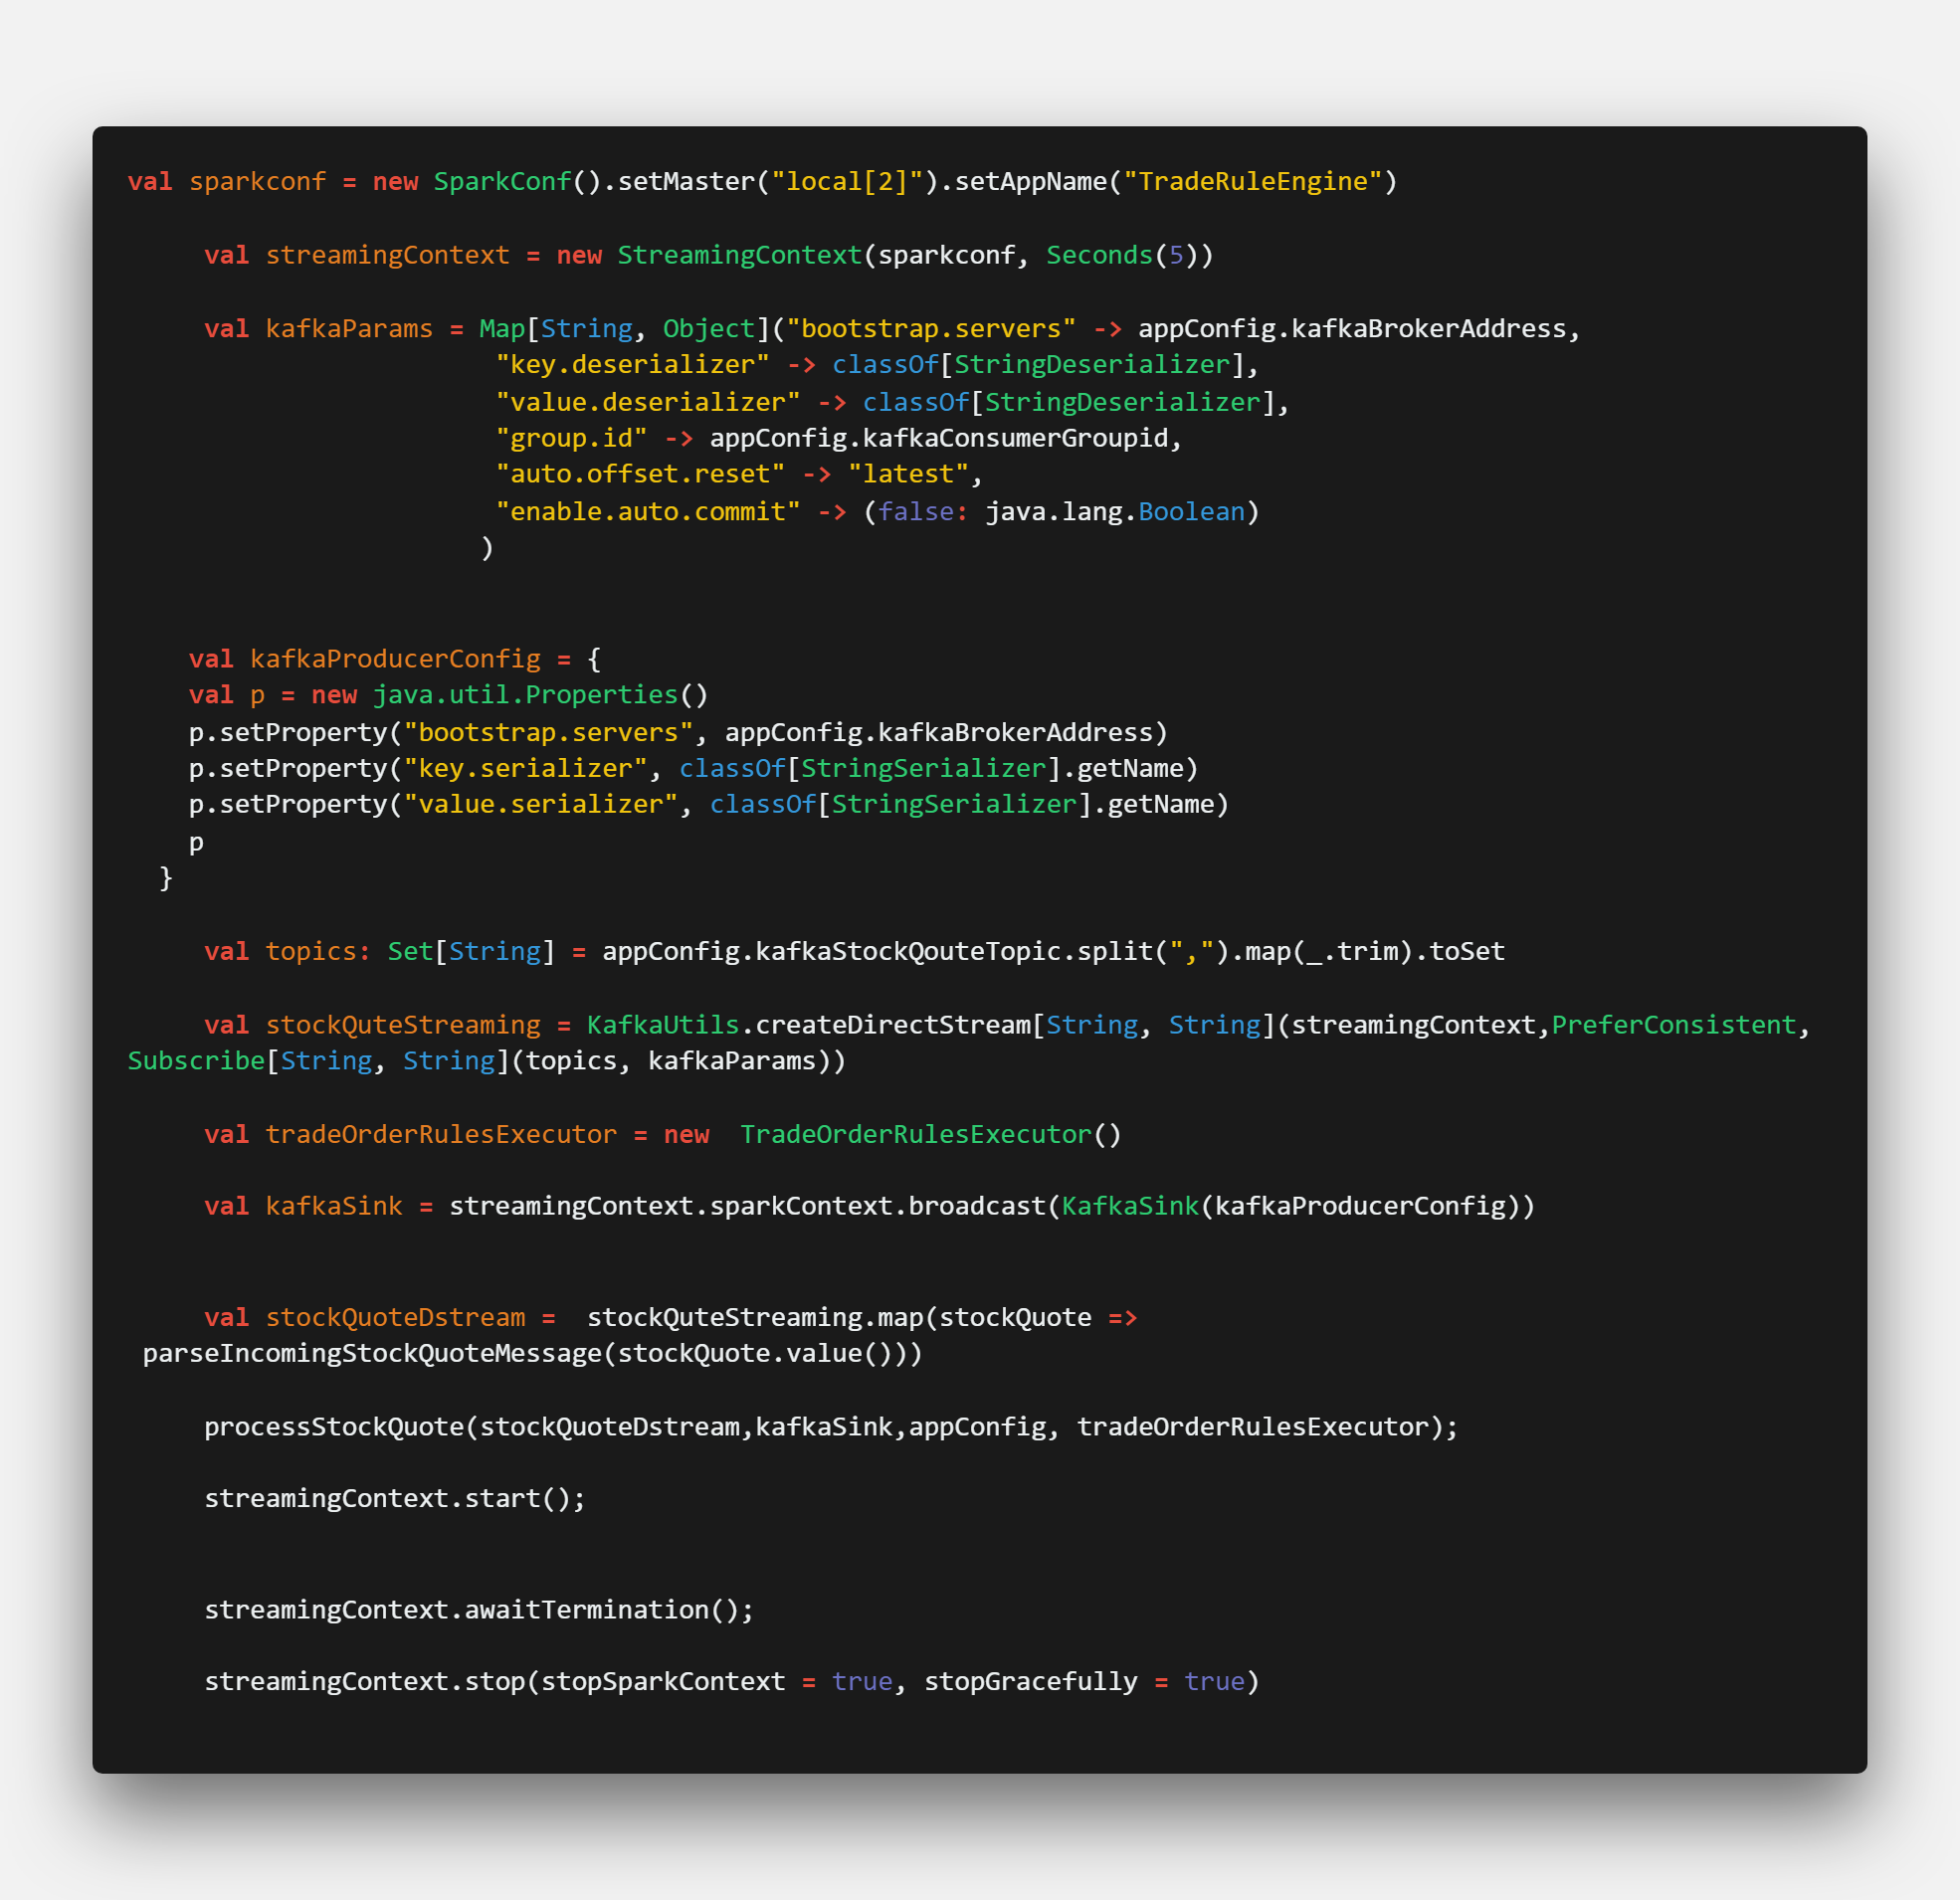 val sparkconf = new SparkConf().setMaster("local[2]").setAppName("TradeRuleEngine")
val streamingContext = new StreamingContext(sparkconf, Seconds(5))
val kafkaParams = Map[String, Object]("bootstrap.servers" -> appConfig.kafkaBrokerAddress,
"key.deserializer" -> classOf[StringDeserializer],
"value.deserializer" -> classOf[StringDeserializer],
"group.id" -> appConfig.kafkaConsumerGroupid,
"auto.offset.reset" -> "latest",
"enable.auto.commit" -> (false: java.lang.Boolean)
)
val kafkaProducerConfig = {
val p = new java.util.Properties()
p.setProperty("bootstrap.servers", appConfig.kafkaBrokerAddress)
p.setProperty("key.serializer", classOf[StringSerializer].getName)
p.setProperty("value.serializer", classOf[StringSerializer].getName)
p
}
val topics: Set[String] = appConfig.kafkaStockQouteTopic.split(",").map(_.trim).toSet
val stockQuteStreaming = KafkaUtils.createDirectStream[String, String](streamingContext,PreferConsistent,
Subscribe[String, String](topics, kafkaParams))
val tradeOrderRulesExecutor = new  TradeOrderRulesExecutor()
val kafkaSink = streamingContext.sparkContext.broadcast(KafkaSink(kafkaProducerConfig))
val stockQuoteDstream =  stockQuteStreaming.map(stockQuote =>
parseIncomingStockQuoteMessage(stockQuote.value()))
processStockQuote(stockQuoteDstream,kafkaSink,appConfig, tradeOrderRulesExecutor);
streamingContext.start();
streamingContext.awaitTermination();
streamingContext.stop(stopSparkContext = true, stopGracefully = true)